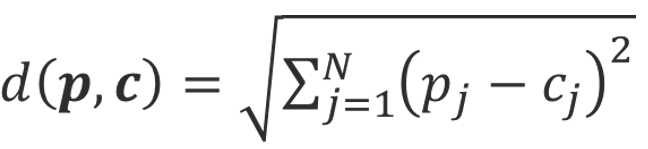 d(p, c) = √(∑_{j=1}^{N} (p_j − c_j)²)